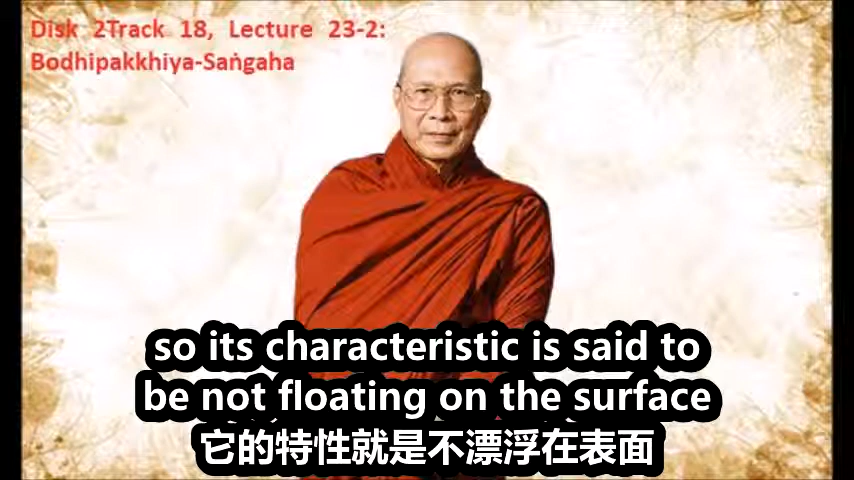 Disk 2Track 18, Lecture 23-2:
Bodhipakkhiya-Saṅgaha
so its characteristic is said to
be not floating on the surface
它的特性就是不漂浮在表面